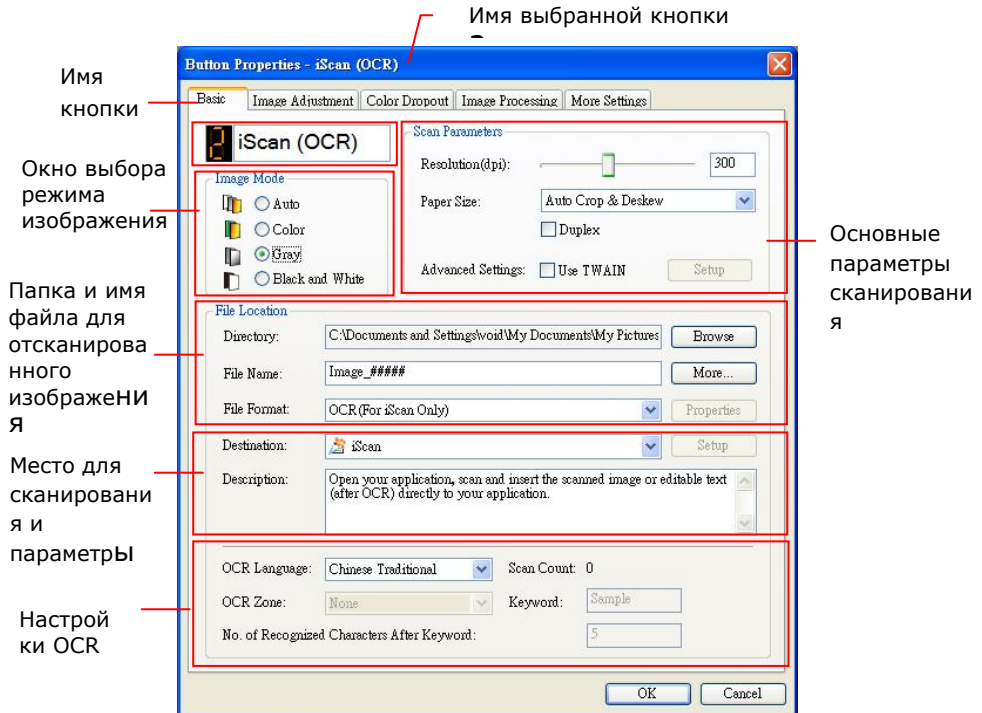 Имя выбранной кнопки
Имя
кнопки
Окно выбора
режима
изображения
Папка и имя
файла для
отсканирова
нного
изображени
я
Место для
сканировани
я и
параметры
Настрой
ки OCR
Button Properties - iScan (OCR)
Basic Image Adjustment Color Dropout Image Processing More Settings
2 iScan (OCR)
Image Mode
Auto
Color
Gray
Black and White
Scan Parameters
Resolution(dpi): 300
Paper Size: Auto Crop & Deskew
Duplex
Advanced Settings: Use TWAIN Setup
File Location
Directory: C:\Documents and Settings\void\My Documents\My Pictures Browse
File Name: Image_##### More...
File Format: OCR(For iScan Only) Properties
Destination: iScan Setup
Description: Open your application, scan and insert the scanned image or editable text
(after OCR) directly to your application.
OCR Language: Chinese Traditional Scan Count: 0
OCR Zone: None Keyword: Sample
No. of Recognized Characters After Keyword: 5
OK Cancel
Основные
параметры
сканировани
я